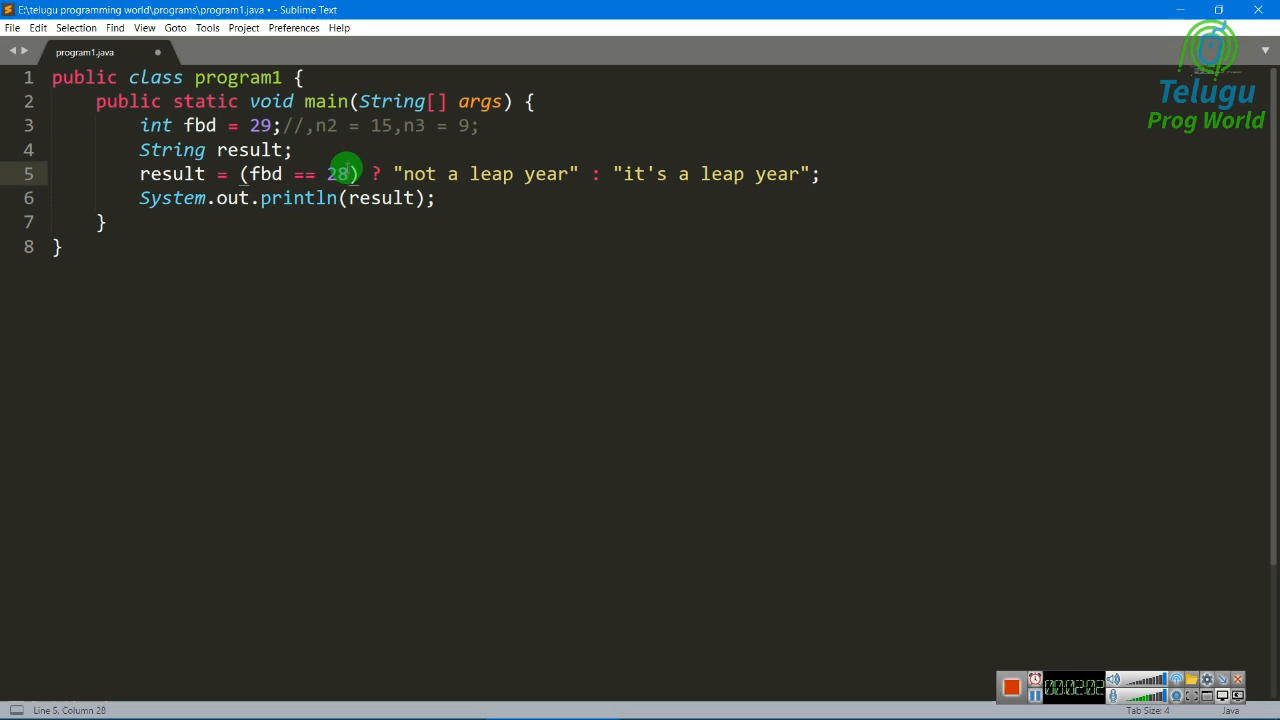 E:\telugu programming world\programs\program1.java • - Sublime Text
File Edit Selection Find View Goto Tools Project Preferences Help
program1.java
Telugu
Prog World
1 public class program1 {
2 public static void main(String[] args) {
3 int fbd = 29;//,n2 = 15,n3 = 9;
4 String result;
5 result = (fbd == 28) ? "not a leap year" : "it's a leap year";
6 System.out.println(result);
7 }
8 }
00:02:02
Line 5, Column 28 Tab Size: 4 Java